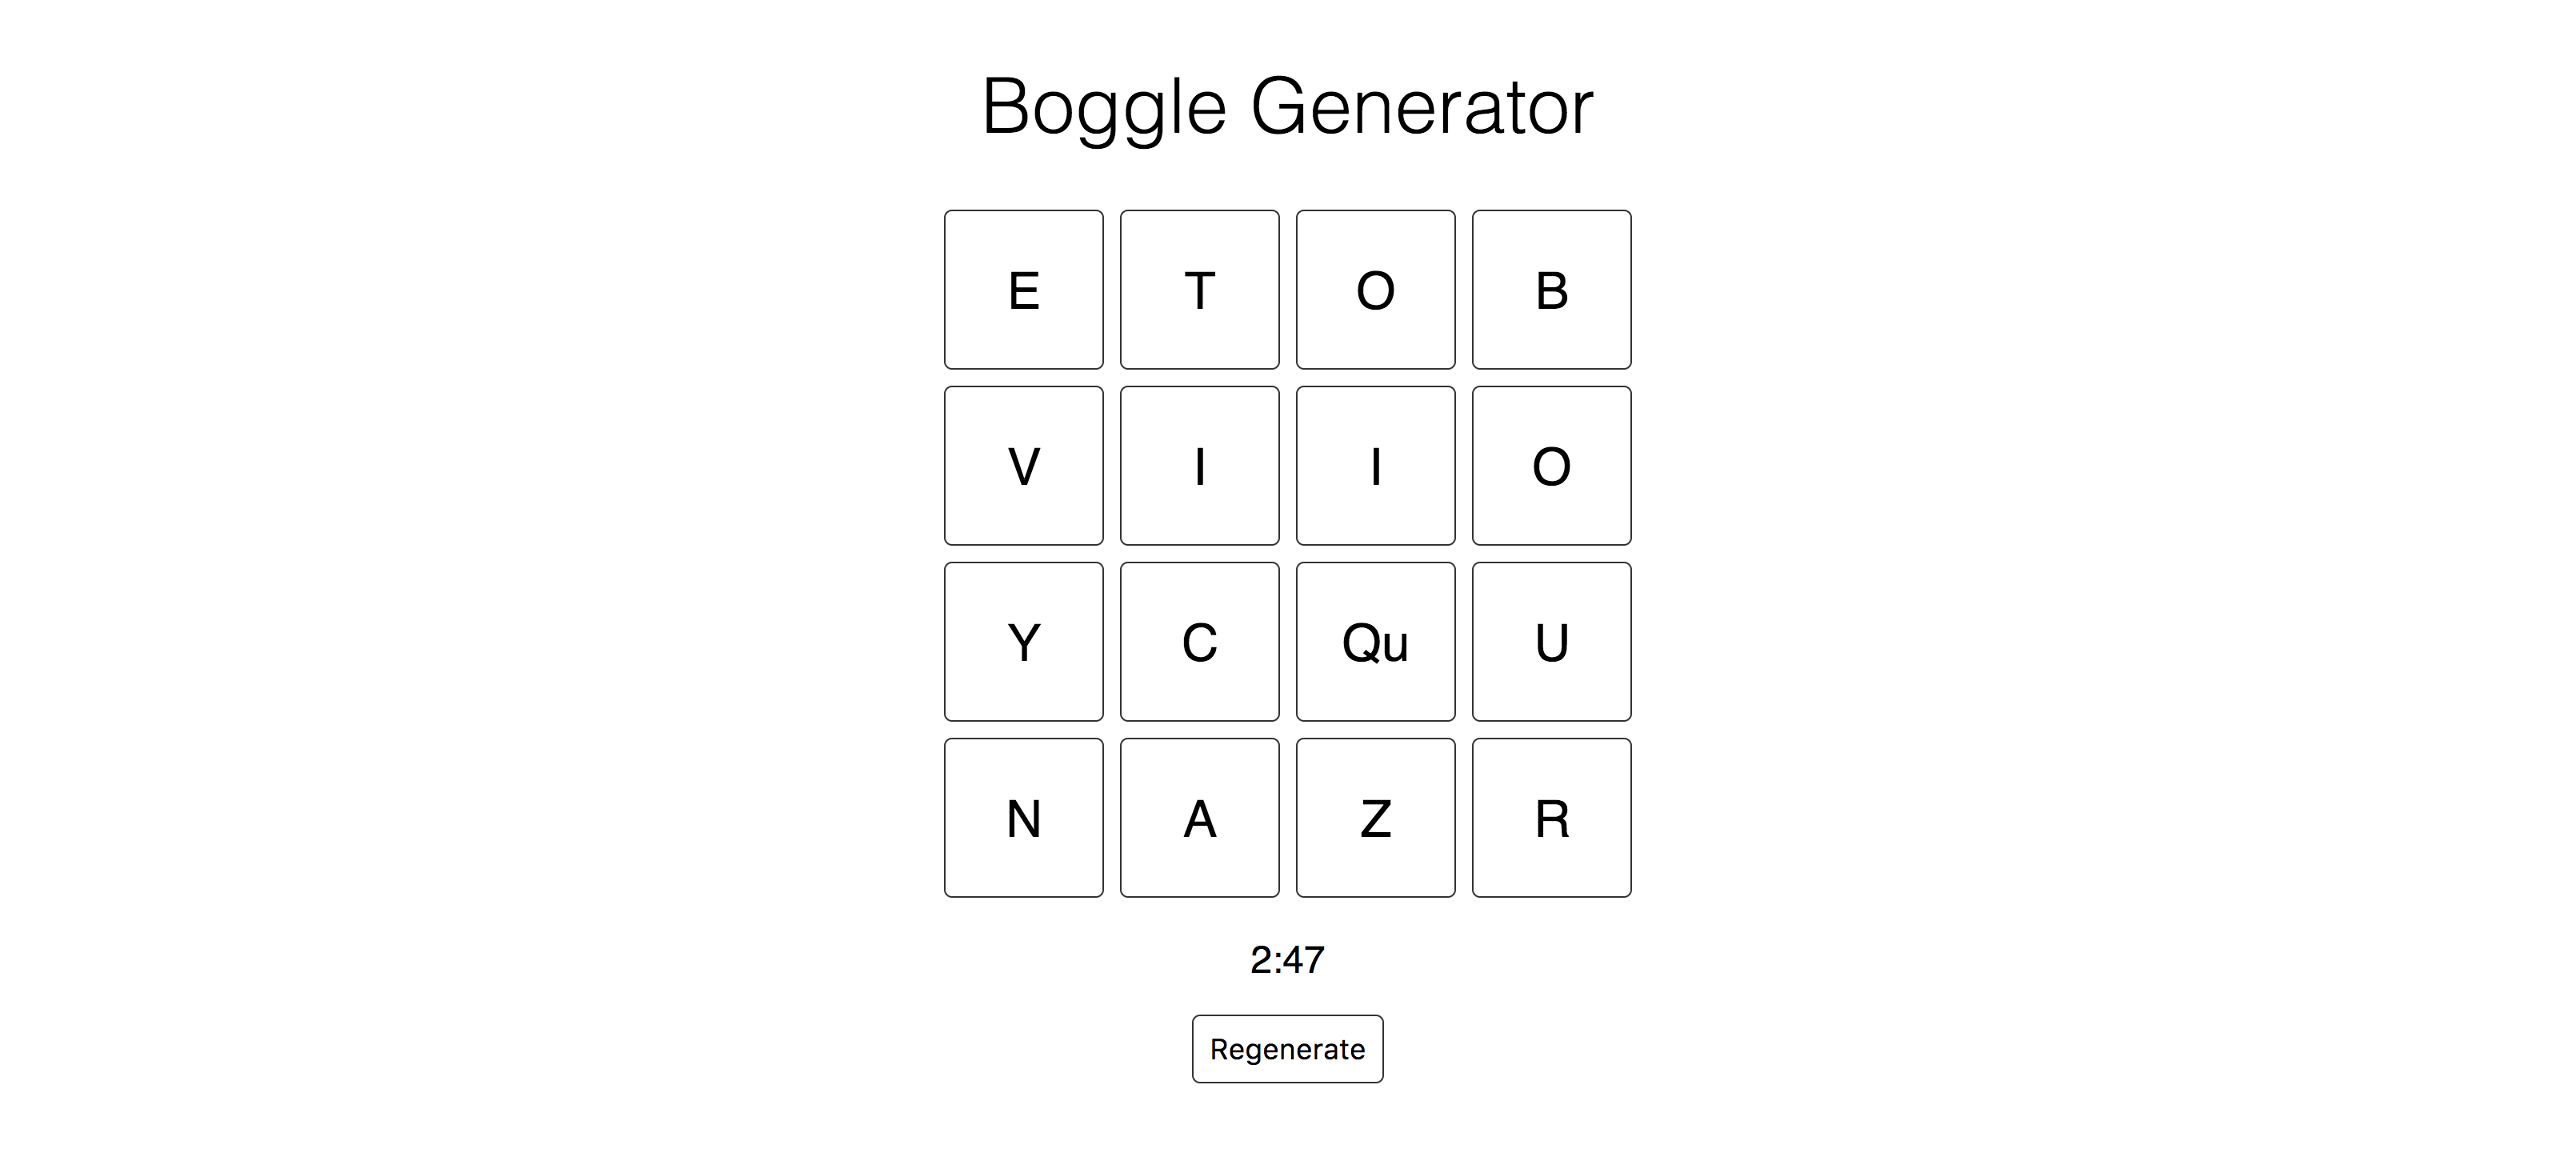 Boggle Generator
E T O B
V I I O
Y C Qu U
N A Z R
2:47
Regenerate